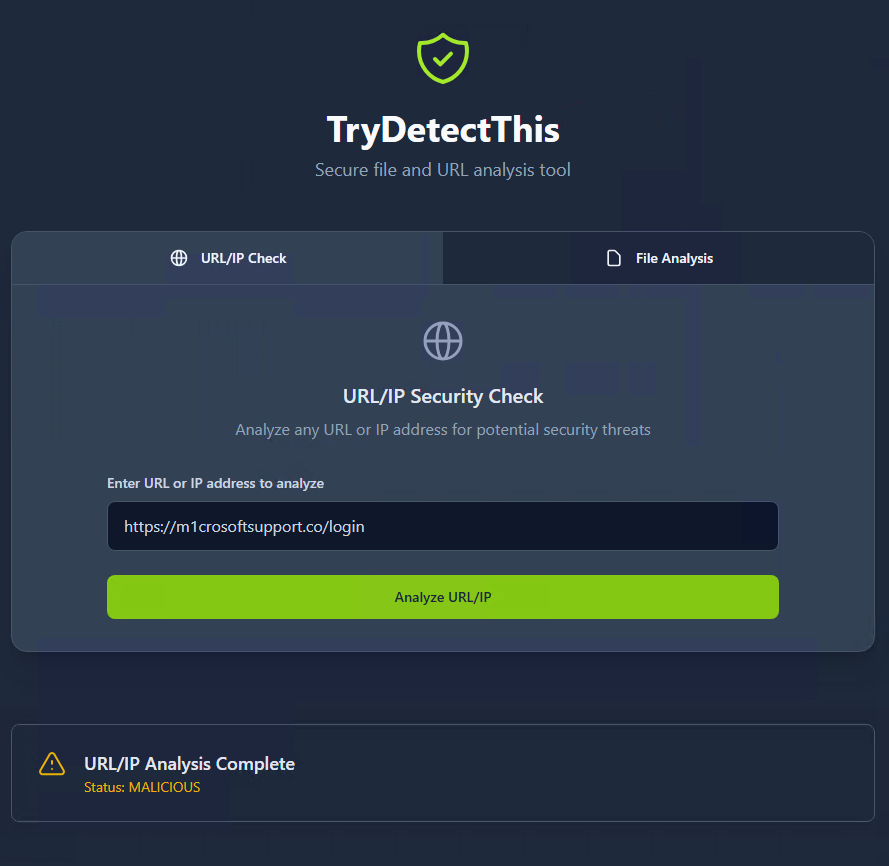 TryDetectThis
Secure file and URL analysis tool
URL/IP Check
File Analysis
URL/IP Security Check
Analyze any URL or IP address for potential security threats
Enter URL or IP address to analyze
https://m1crosoftsupport.co/login
Analyze URL/IP
URL/IP Analysis Complete
Status: MALICIOUS